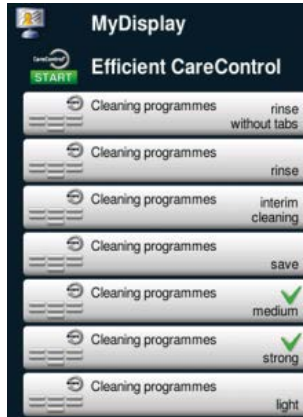 MyDisplay
CareControl
START
Efficient CareControl
Cleaning programmes
rinse
without tabs
Cleaning programmes
rinse
Cleaning programmes
interim
cleaning
Cleaning programmes
save
Cleaning programmes
medium
Cleaning programmes
strong
Cleaning programmes
light